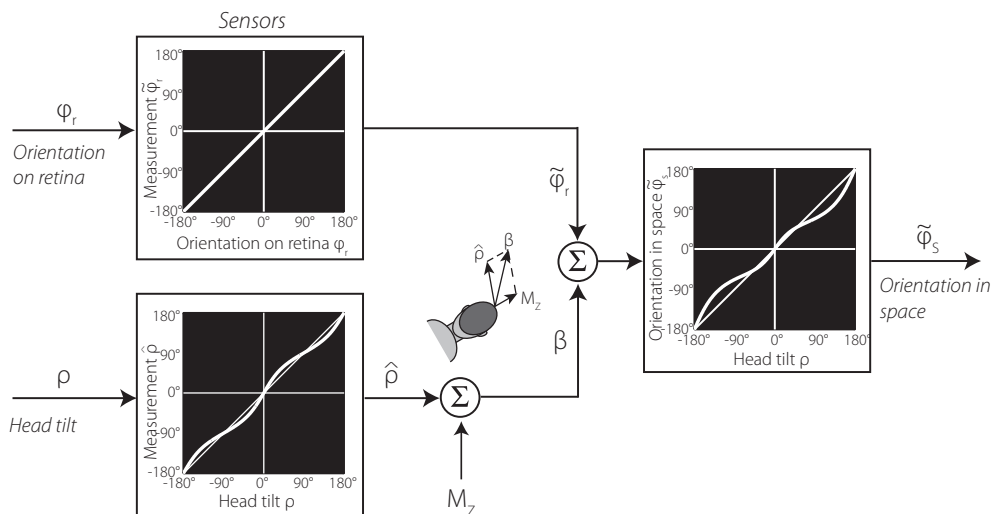 Sensors
180°
90°
0°
-90°
-180°
Measurement φ̃r
-180° -90° 0° 90° 180°
Orientation on retina φr
φr
Orientation
on retina
φ̃r
Σ
180°
90°
0°
-90°
-180°
Orientation in space φ̃s
-180° -90° 0° 90° 180°
Head tilt ρ
φ̃S
Orientation in
space
β
ρ̂
MZ
β
180°
90°
0°
-90°
-180°
Measurement ρ̂
-180° -90° 0° 90° 180°
Head tilt ρ
ρ
Head tilt
ρ̂
Σ
MZ